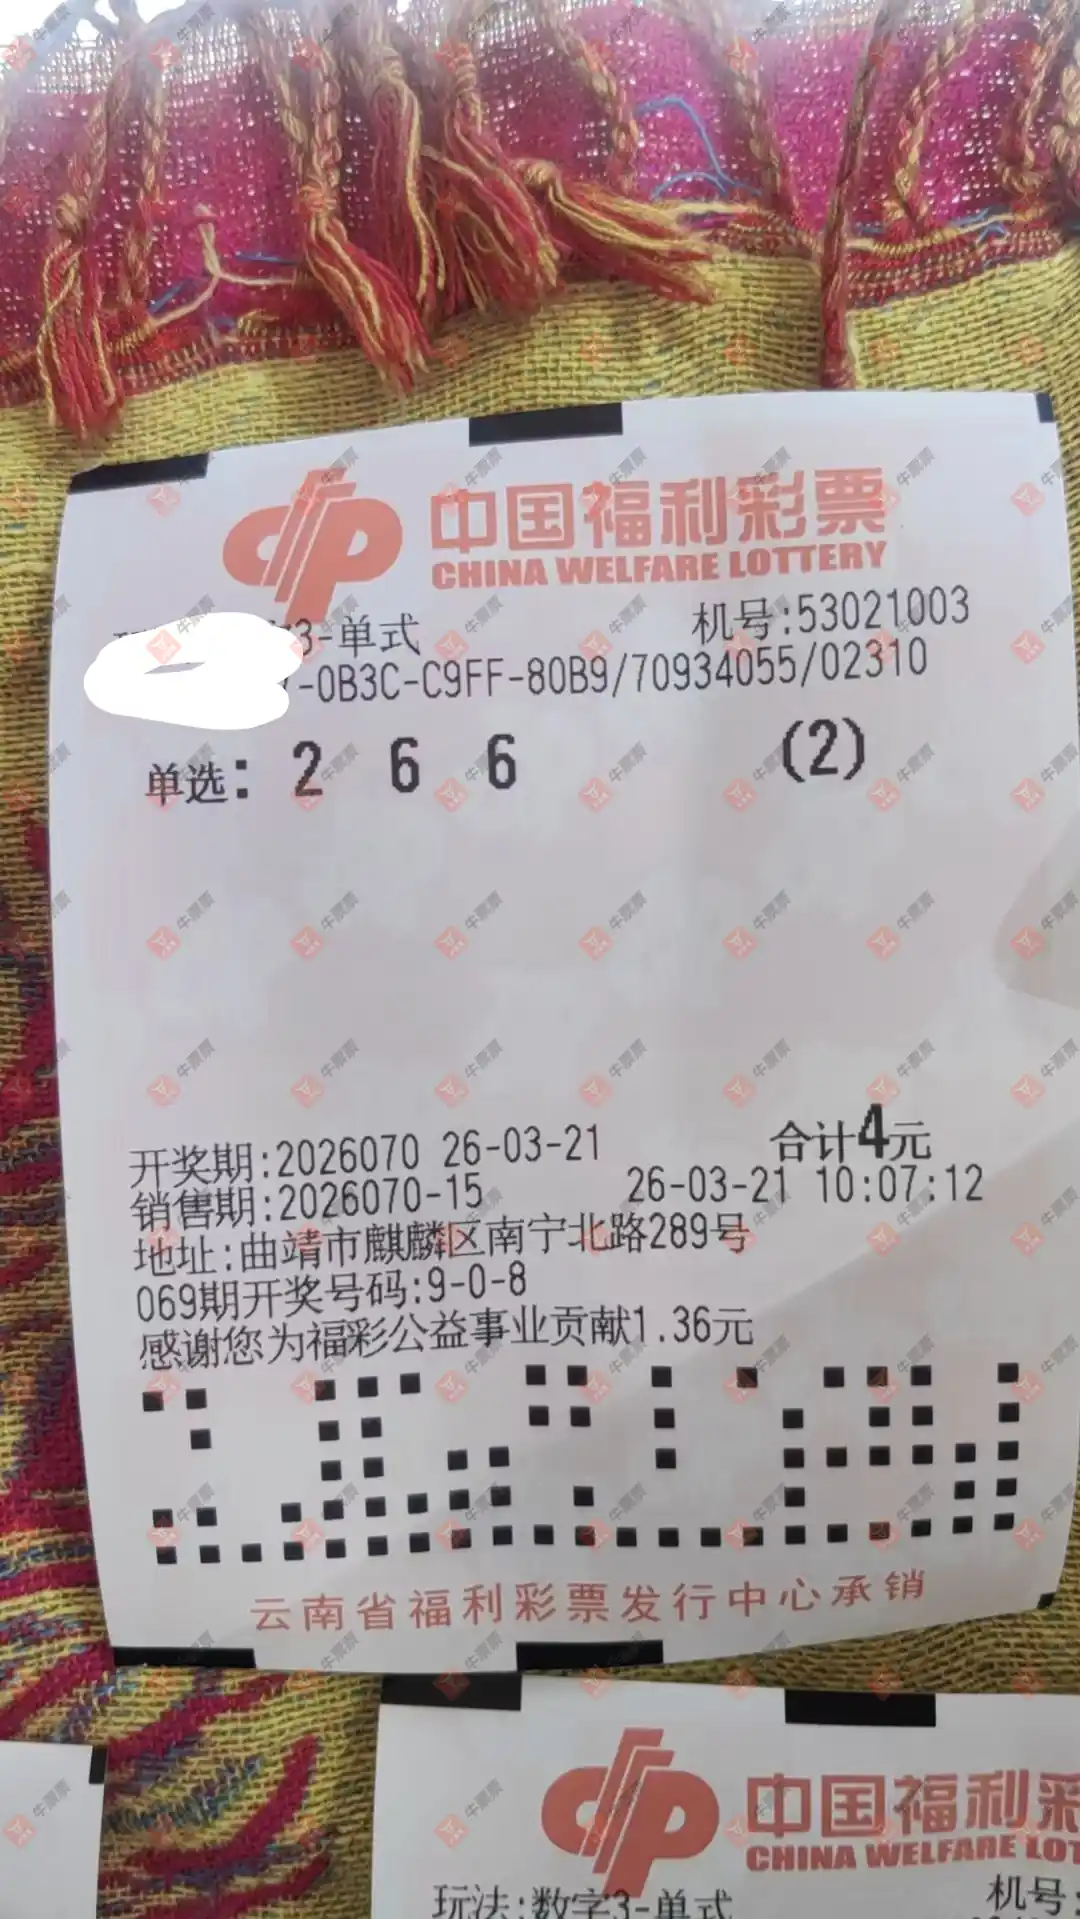 中国福利彩票
CHINA WELFARE LOTTERY
3-单式 机号:53021003
-0B3C-C9FF-80B9/70934055/02310
单选: 2 6 6 (2)
开奖期:2026070 26-03-21 合计4元
销售期:2026070-15 26-03-21 10:07:12
地址:曲靖市麒麟区南宁北路289号
069期开奖号码:9-0-8
感谢您为福彩公益事业贡献1.36元
云南省福利彩票发行中心承销
中国福利彩
CHINA WELFARE LOT
玩法:数字3-单式 机号:
牛票票